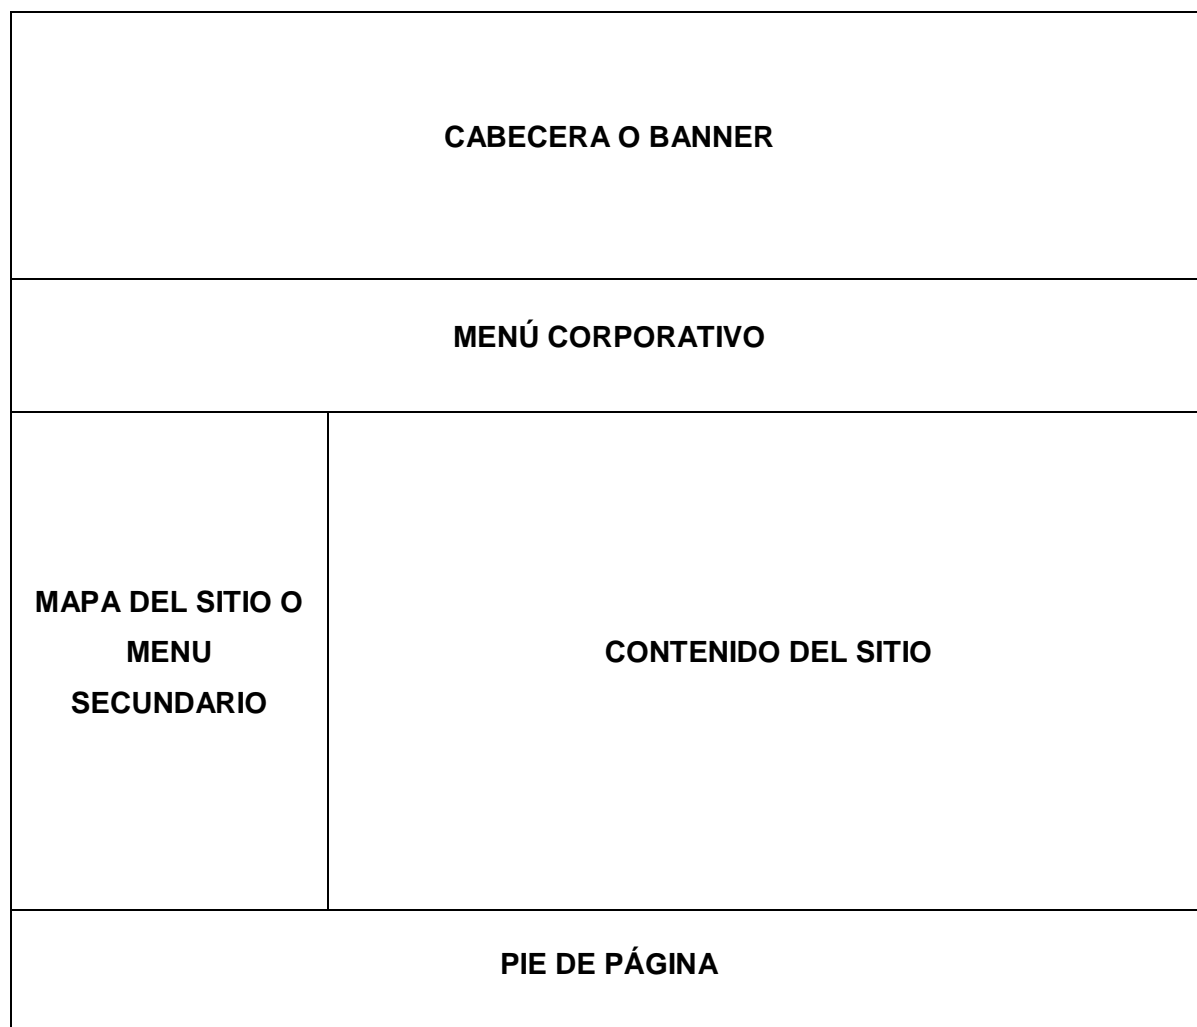 CABECERA O BANNER
MENÚ CORPORATIVO
MAPA DEL SITIO O
MENU
SECUNDARIO
CONTENIDO DEL SITIO
PIE DE PÁGINA